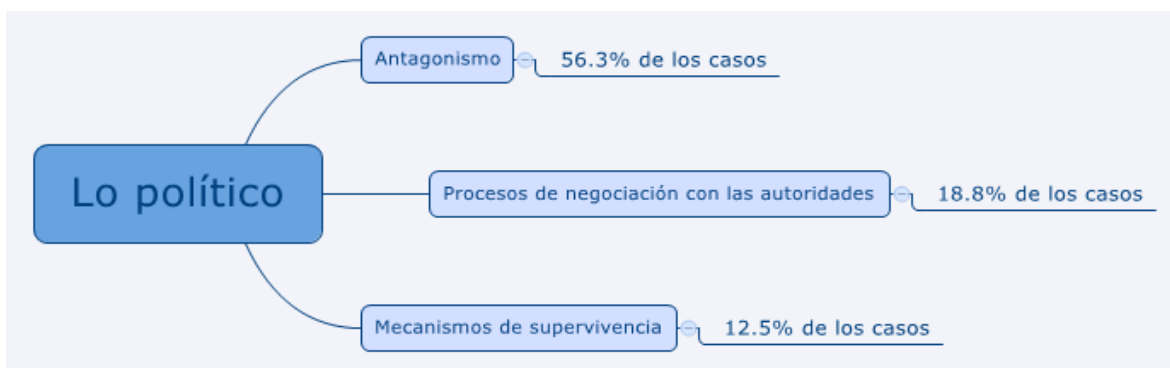 Antagonismo
56.3% de los casos
Lo político
Procesos de negociación con las autoridades
18.8% de los casos
Mecanismos de supervivencia
12.5% de los casos